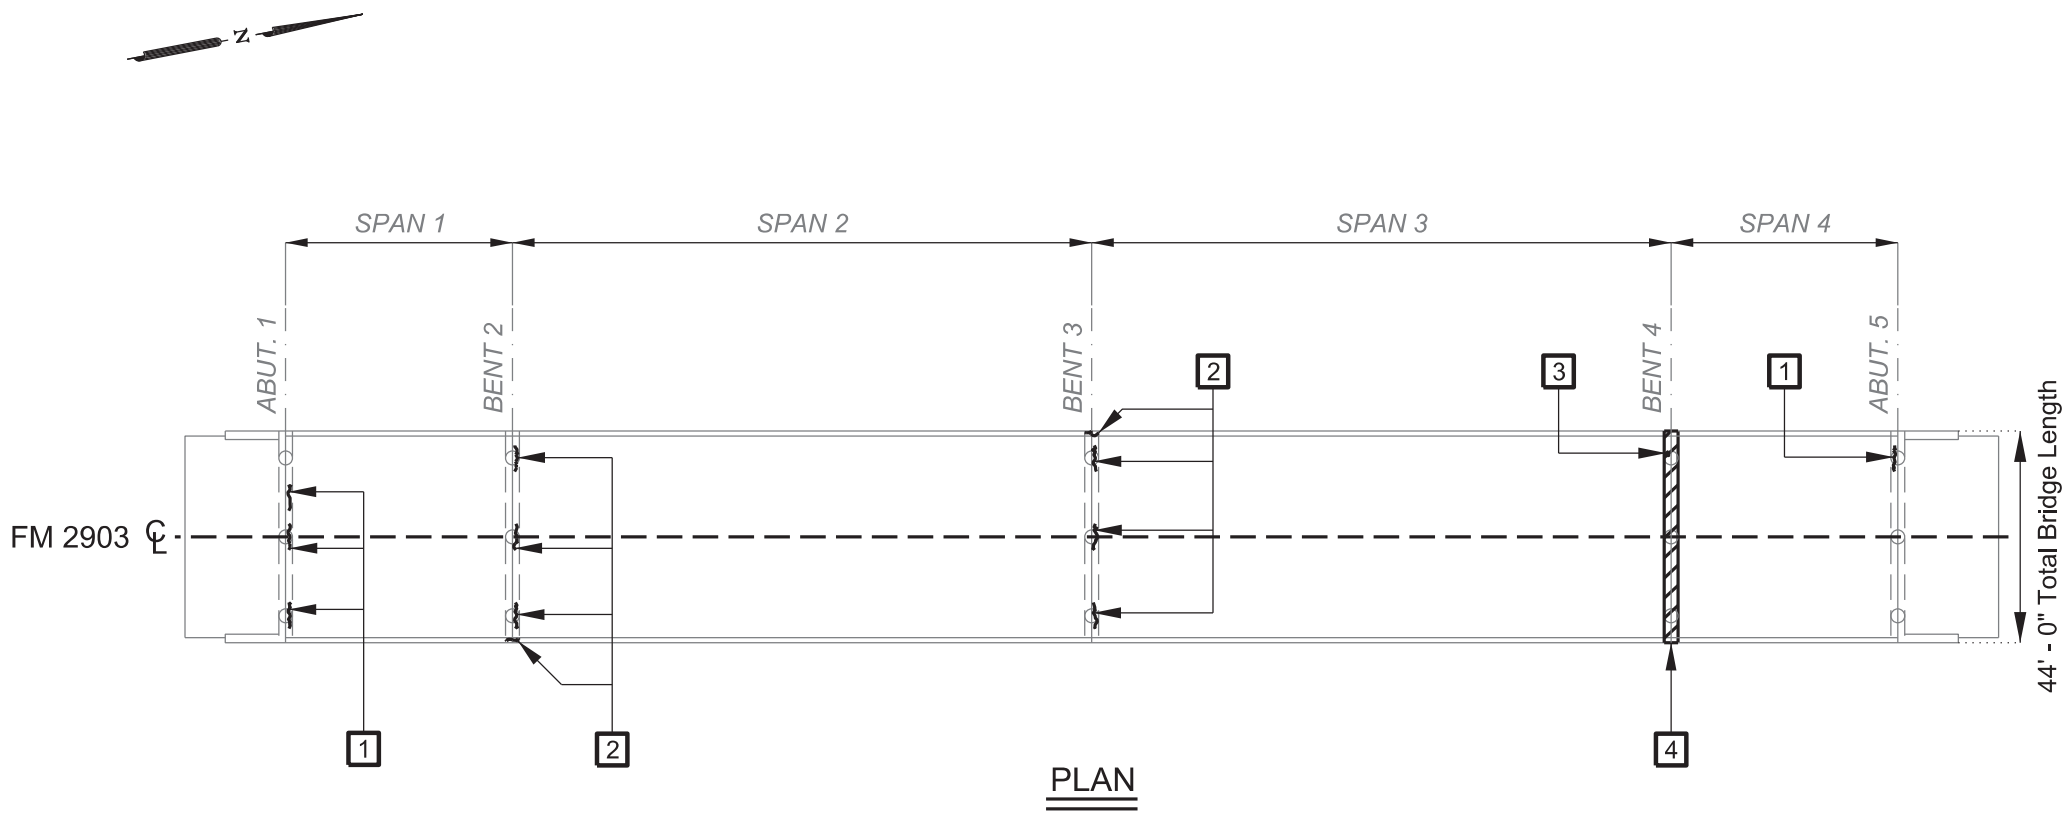 N
SPAN 1
SPAN 2
SPAN 3
SPAN 4
ABUT. 1
BENT 2
BENT 3
BENT 4
ABUT. 5
2
3
1
FM 2903 ℄
44' - 0" Total Bridge Length
1
2
4
PLAN